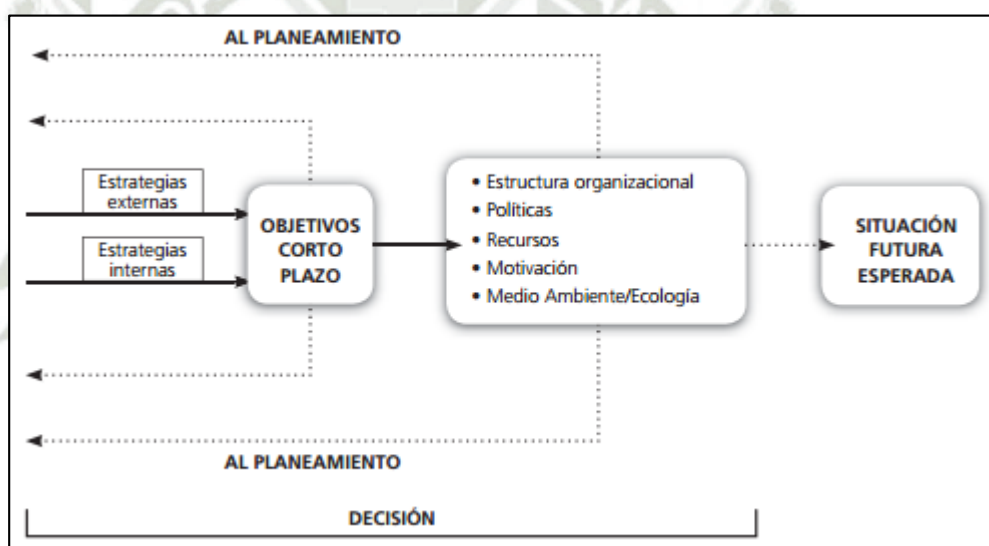 AL PLANEAMIENTO
Estrategias
externas
Estrategias
internas
OBJETIVOS
CORTO
PLAZO
• Estructura organizacional
• Políticas
• Recursos
• Motivación
• Medio Ambiente/Ecología
SITUACIÓN
FUTURA
ESPERADA
AL PLANEAMIENTO
DECISIÓN